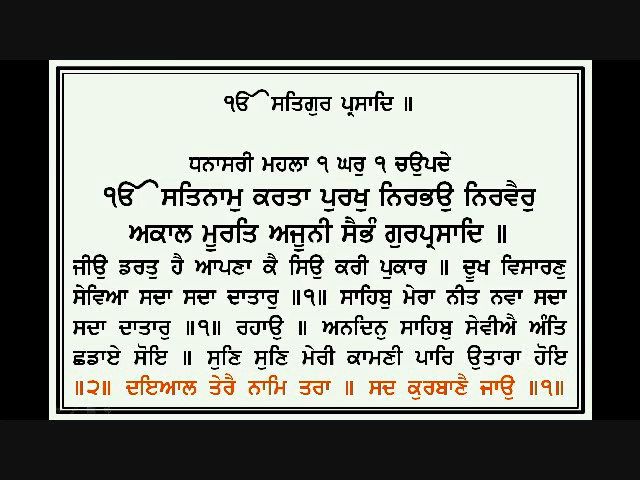 ੴ ਸਤਿਗੁਰ ਪ੍ਰਸਾਦਿ ॥
ਧਨਾਸਰੀ ਮਹਲਾ ੧ ਘਰੁ ੧ ਚਉਪਦੇ
ੴ ਸਤਿਨਾਮੁ ਕਰਤਾ ਪੁਰਖੁ ਨਿਰਭਉ ਨਿਰਵੈਰੁ
ਅਕਾਲ ਮੂਰਤਿ ਅਜੂਨੀ ਸੈਭੰ ਗੁਰਪ੍ਰਸਾਦਿ ॥
ਜੀਉ ਡਰਤੁ ਹੈ ਆਪਣਾ ਕੈ ਸਿਉ ਕਰੀ ਪੁਕਾਰ ॥ ਦੂਖ ਵਿਸਾਰਣੁ
ਸੇਵਿਆ ਸਦਾ ਸਦਾ ਦਾਤਾਰੁ ॥੧॥ ਸਾਹਿਬੁ ਮੇਰਾ ਨੀਤ ਨਵਾ ਸਦਾ
ਸਦਾ ਦਾਤਾਰੁ ॥੧॥ ਰਹਾਉ ॥ ਅਨਦਿਨੁ ਸਾਹਿਬੁ ਸੇਵੀਐ ਅੰਤਿ
ਛਡਾਏ ਸੋਇ ॥ ਸੁਣਿ ਸੁਣਿ ਮੇਰੀ ਕਾਮਣੀ ਪਾਰਿ ਉਤਾਰਾ ਹੋਇ
॥੨॥ ਦਇਆਲ ਤੇਰੈ ਨਾਮਿ ਤਰਾ ॥ ਸਦ ਕੁਰਬਾਣੈ ਜਾਉ ॥੧॥